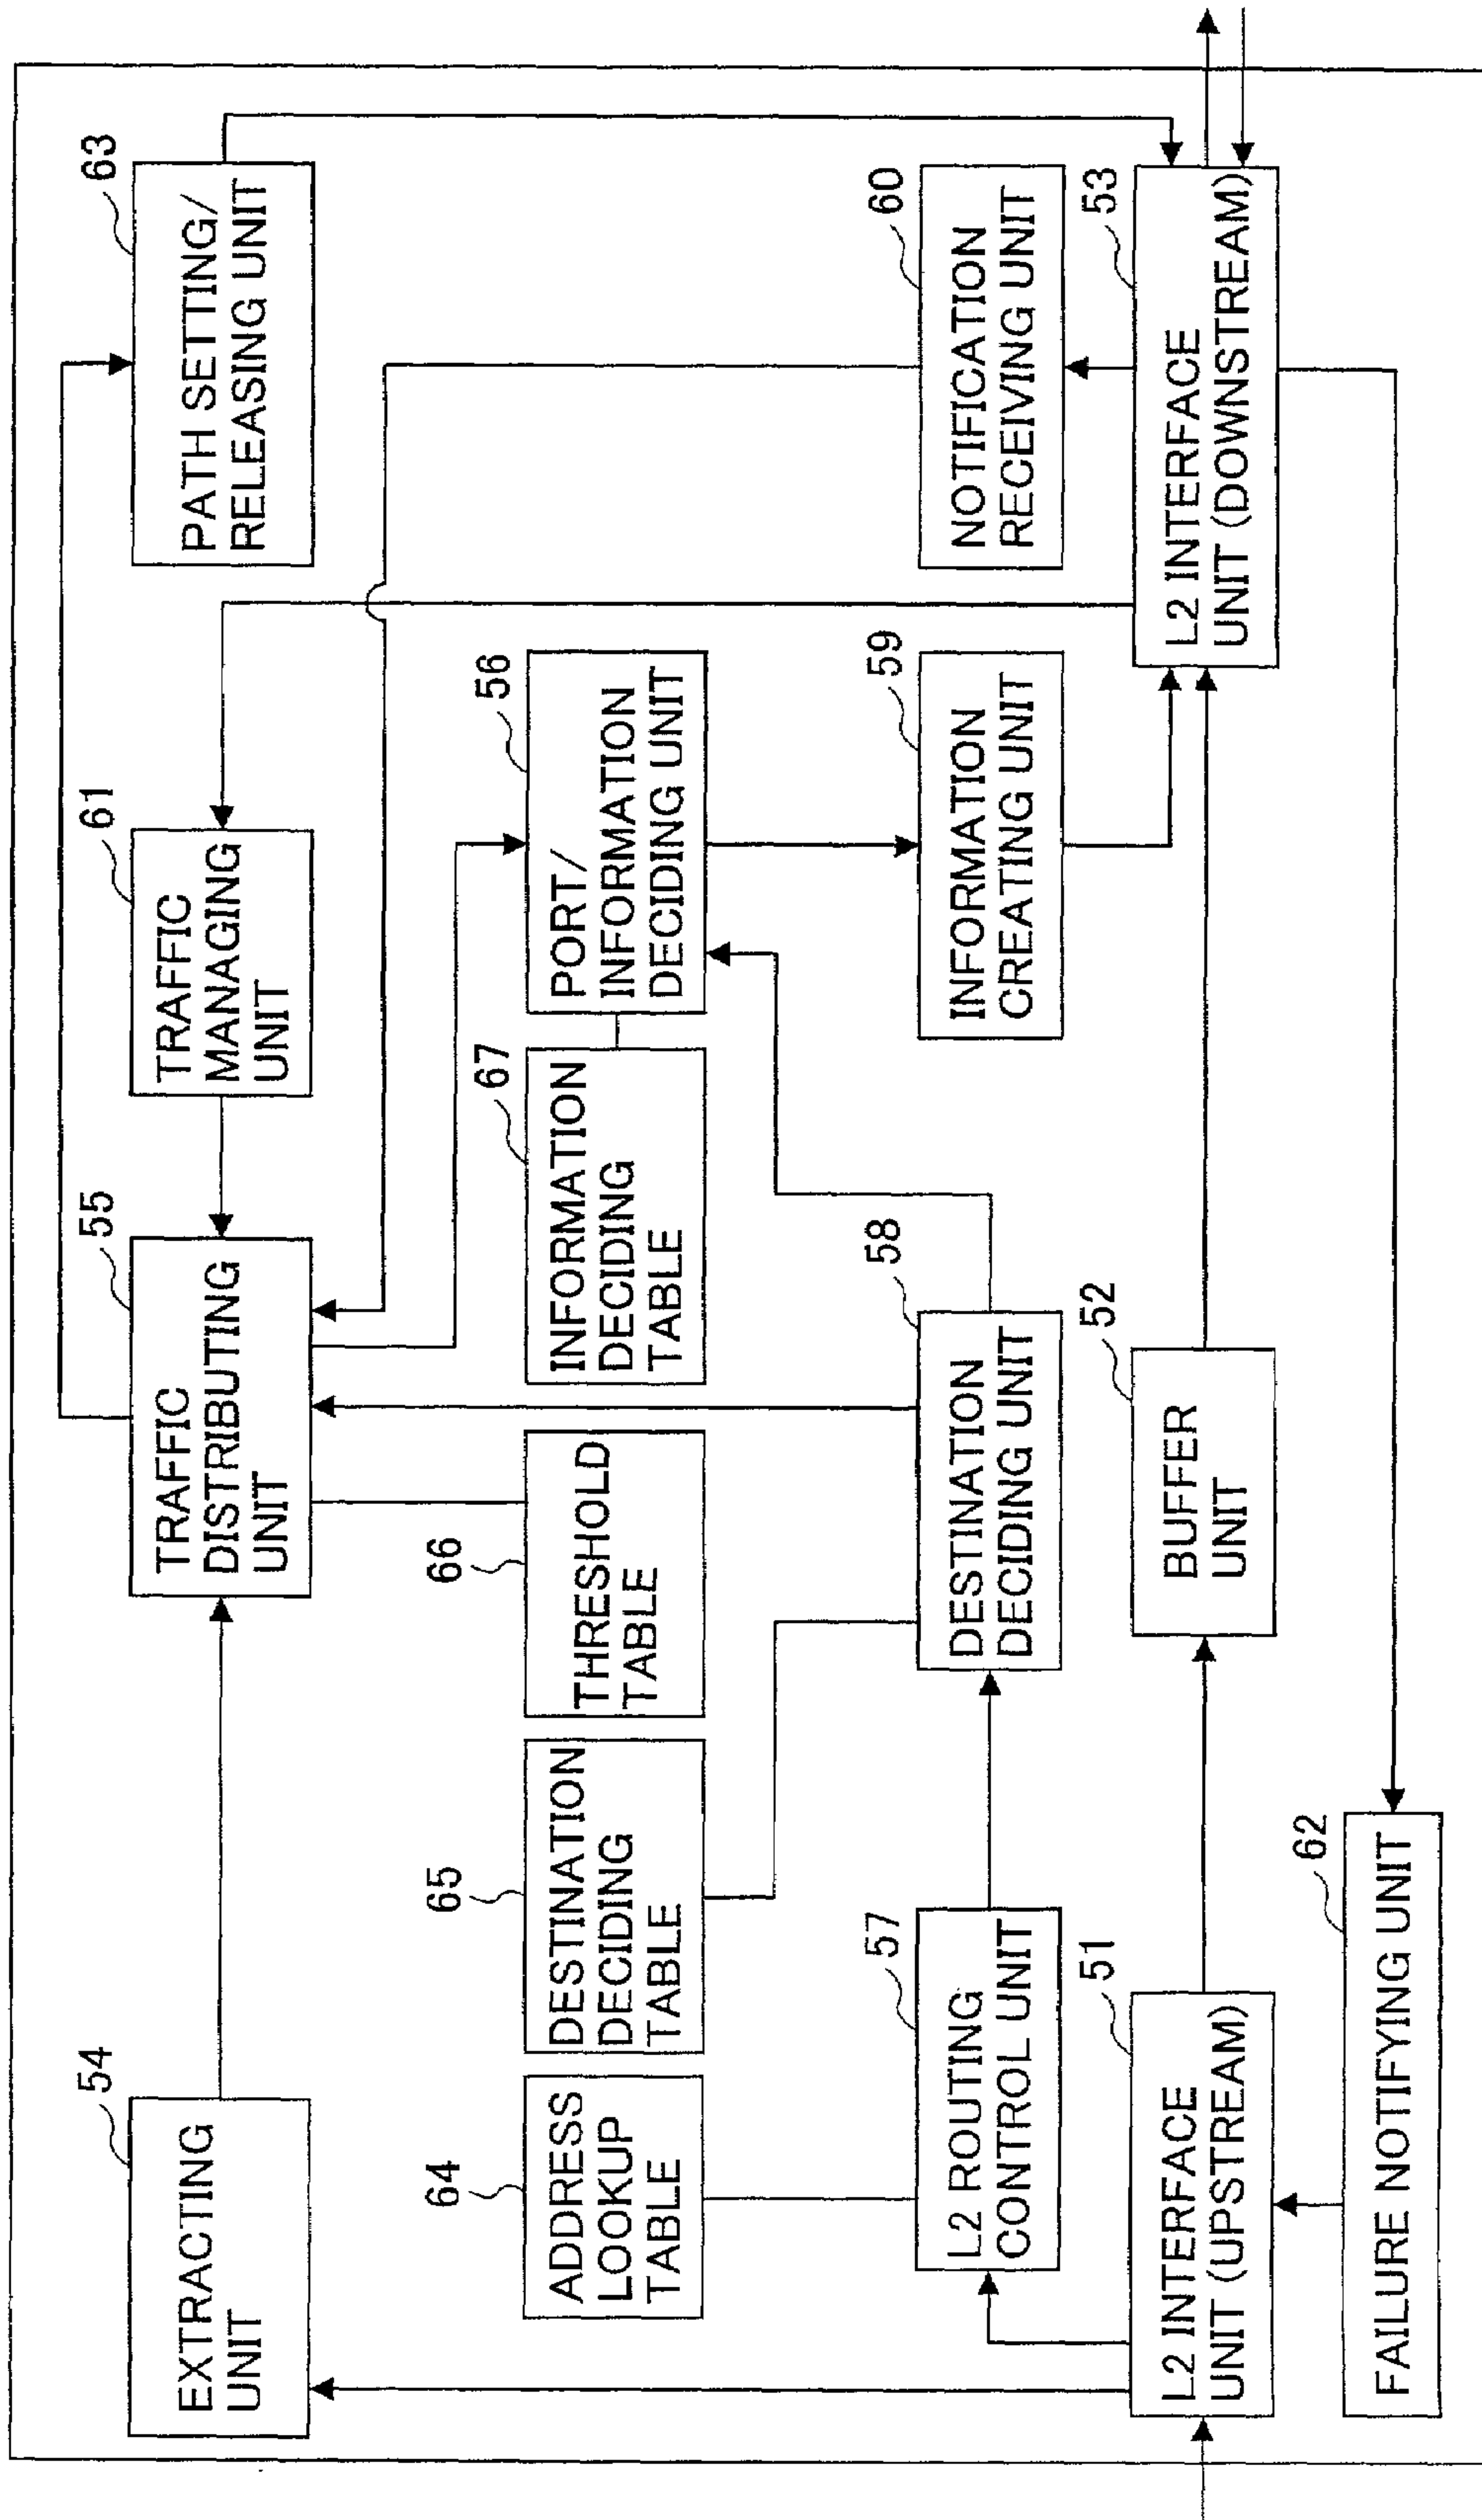 54
EXTRACTING
UNIT
55
TRAFFIC
DISTRIBUTING
UNIT
61
TRAFFIC
MANAGING
UNIT
63
PATH SETTING/
RELEASING UNIT
64
ADDRESS
LOOKUP
TABLE
65
DESTINATION
DECIDING
TABLE
66
THRESHOLD
TABLE
67
INFORMATION
DECIDING
TABLE
56
PORT/
INFORMATION
DECIDING UNIT
57
L2 ROUTING
CONTROL UNIT
58
DESTINATION
DECIDING UNIT
59
INFORMATION
CREATING UNIT
60
NOTIFICATION
RECEIVING UNIT
51
L2 INTERFACE
UNIT (UPSTREAM)
52
BUFFER
UNIT
53
L2 INTERFACE
UNIT (DOWNSTREAM)
62
FAILURE NOTIFYING UNIT